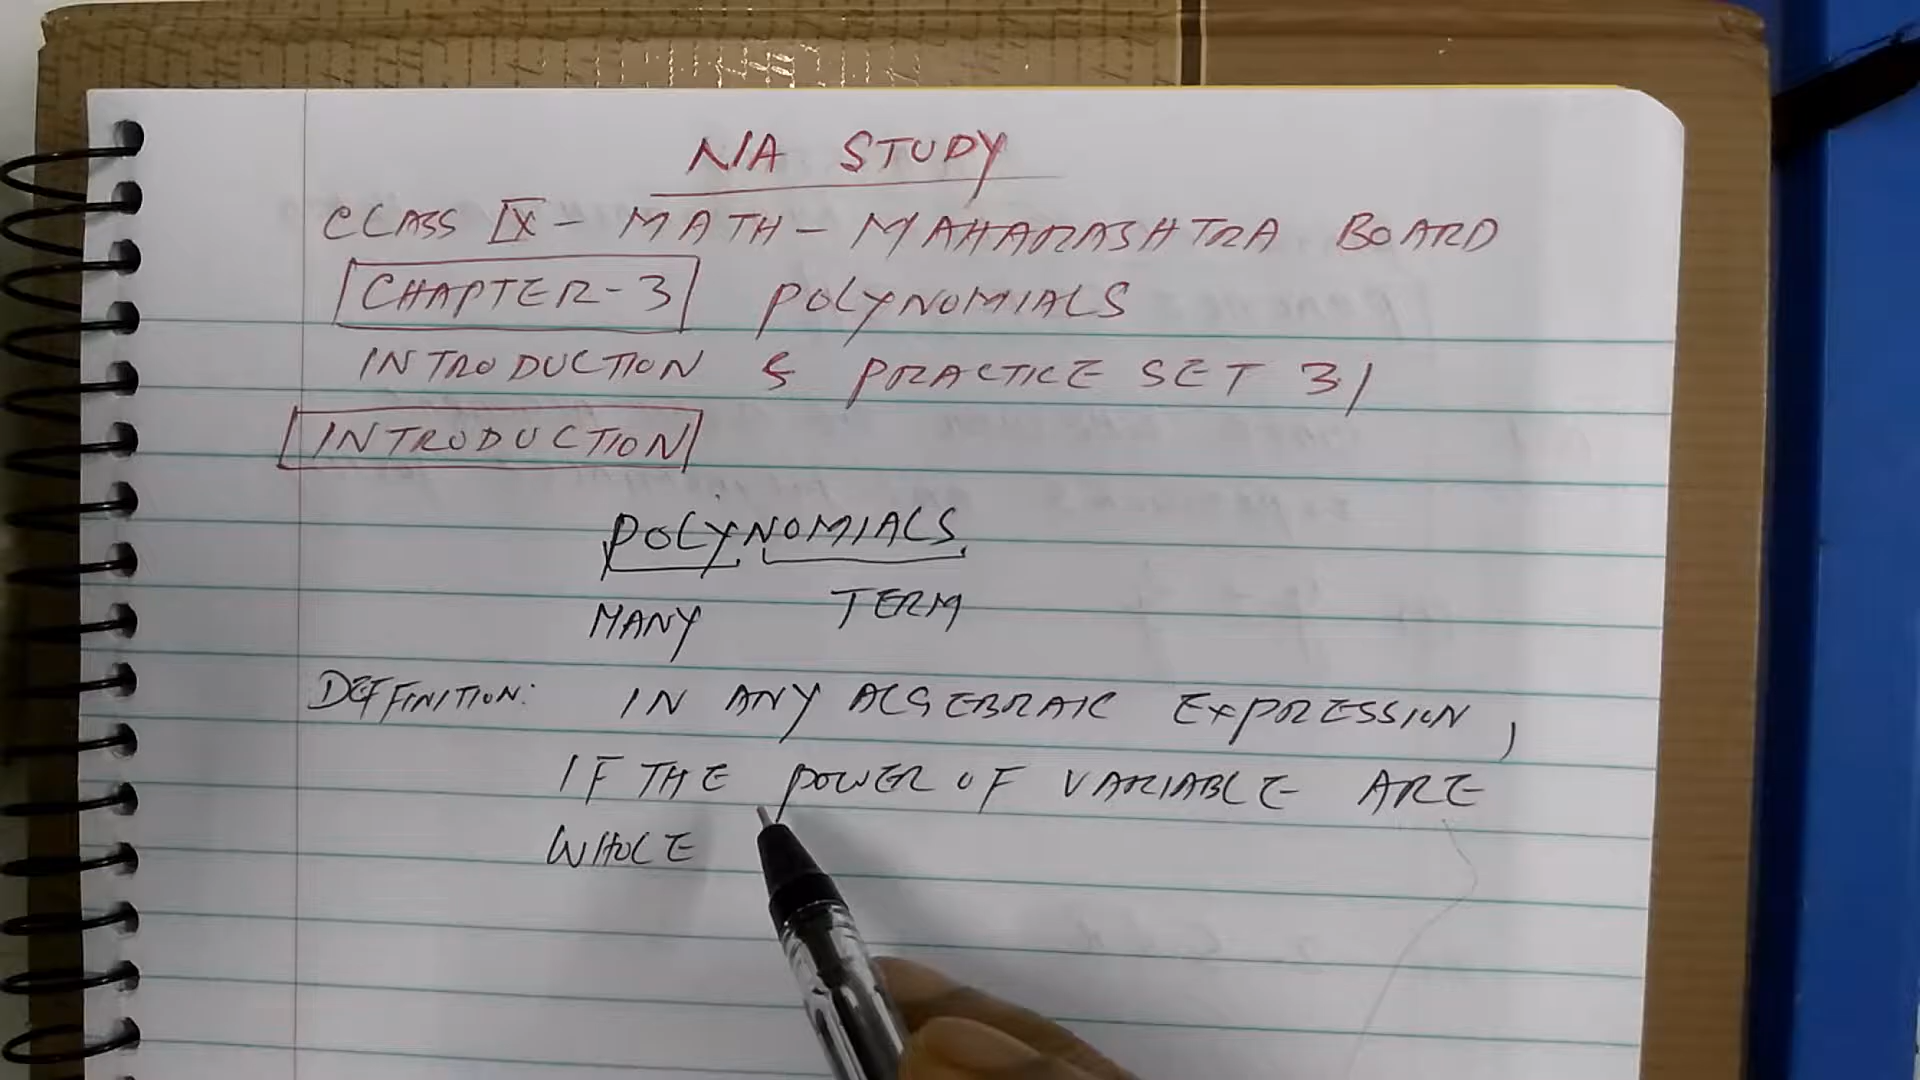 NA STUDY
CLASS IX - MATH - MAHARASHTRA BOARD
CHAPTER-3 POLYNOMIALS
INTRODUCTION & PRACTICE SET 3.1
INTRODUCTION
POLYNOMIALS
MANY TERM
DEFFINITION: IN ANY ALGEBRAIC EXPRESSION,
IF THE POWER OF VARIABLE ARE
WHOLE